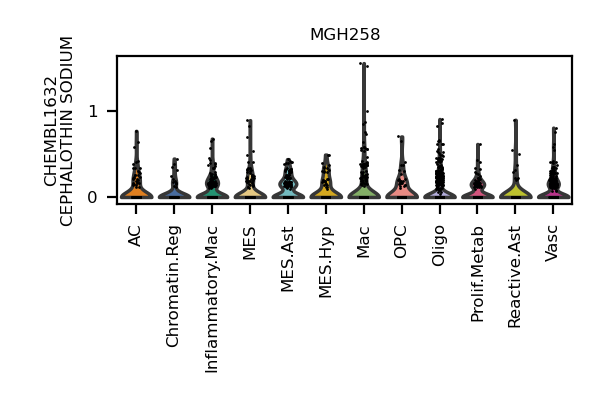 MGH258
CHEMBL1632
CEPHALOTHIN SODIUM
1
0
AC
Chromatin.Reg
Inflammatory.Mac
MES
MES.Ast
MES.Hyp
Mac
OPC
Oligo
Prolif.Metab
Reactive.Ast
Vasc